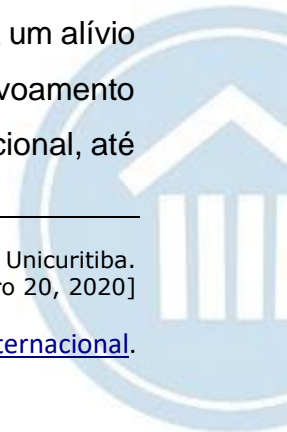 um alívio
voamento
cional, até
Unicuritiba.
ro 20, 2020]
ternacional.